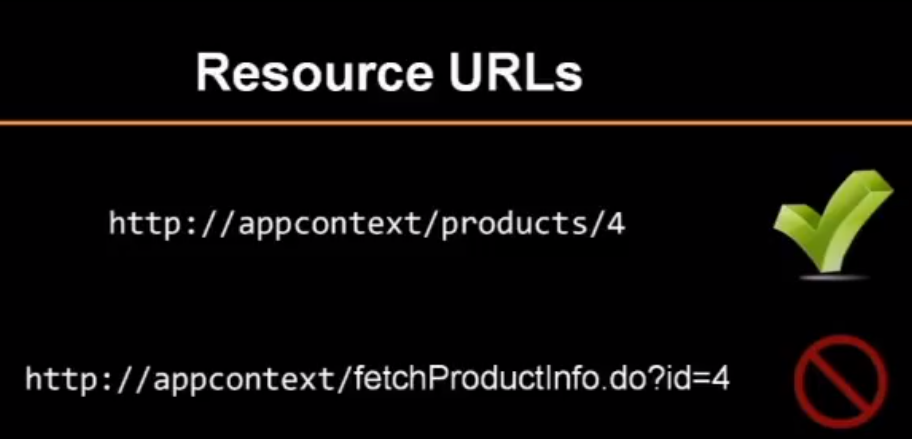 Resource URLs
http://appcontext/products/4
http://appcontext/fetchProductInfo.do?id=4